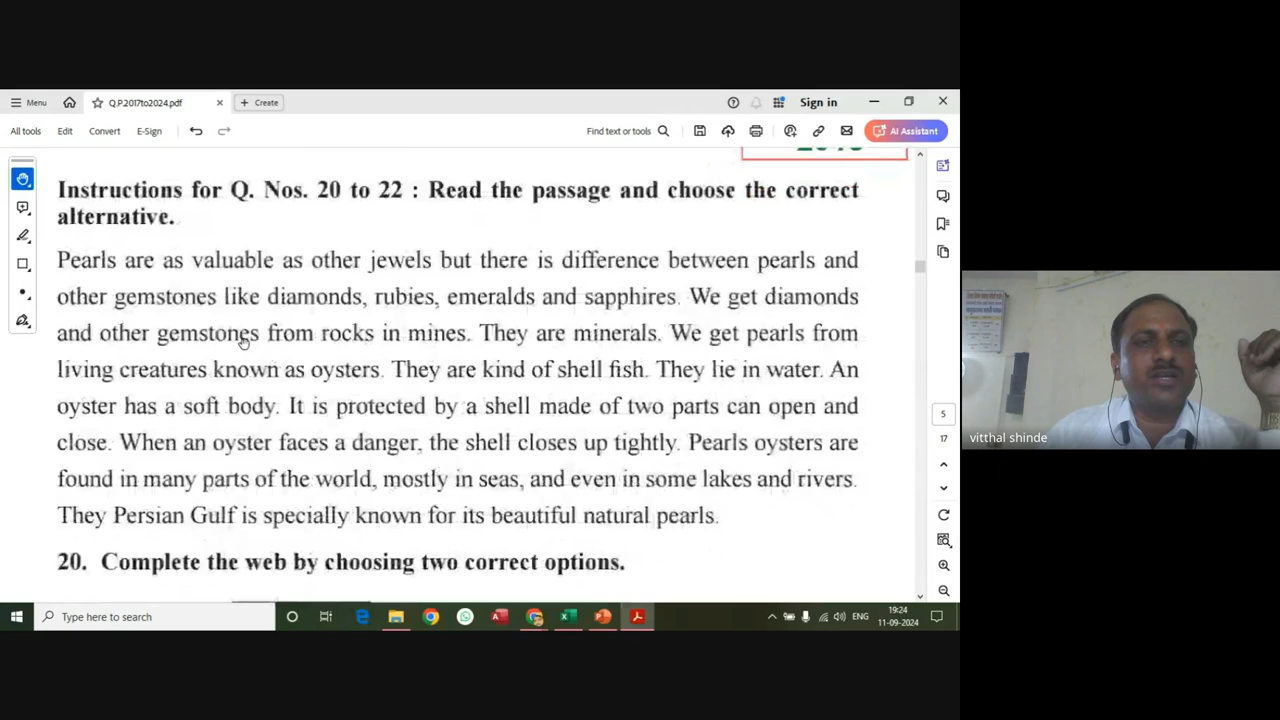 Menu
Q.P.2017to2024.pdf
Create
Sign in
All tools
Edit
Convert
E-Sign
Find text or tools
AI Assistant
Instructions for Q. Nos. 20 to 22 : Read the passage and choose the correct
alternative.
Pearls are as valuable as other jewels but there is difference between pearls and
other gemstones like diamonds, rubies, emeralds and sapphires. We get diamonds
and other gemstones from rocks in mines. They are minerals. We get pearls from
living creatures known as oysters. They are kind of shell fish. They lie in water. An
oyster has a soft body. It is protected by a shell made of two parts can open and
close. When an oyster faces a danger, the shell closes up tightly. Pearls oysters are
found in many parts of the world, mostly in seas, and even in some lakes and rivers.
They Persian Gulf is specially known for its beautiful natural pearls.
20. Complete the web by choosing two correct options.
5
17
vitthal shinde
Type here to search
ENG
19:24
11-09-2024